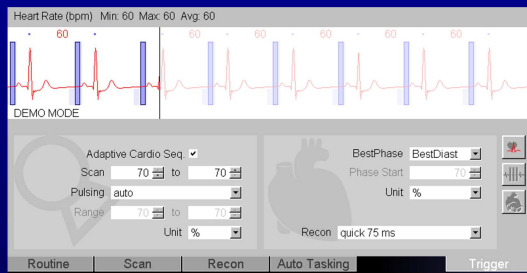 Heart Rate (bpm) Min: 60 Max: 60 Avg: 60
60 60 60 60 60 60 60
DEMO MODE
Adaptive Cardio Seq.
Scan 70 to 70
Pulsing auto
Range 70 to 70
Unit %
BestPhase BestDiast
Phase Start 70
Unit %
Recon quick 75 ms
Routine Scan Recon Auto Tasking Trigger